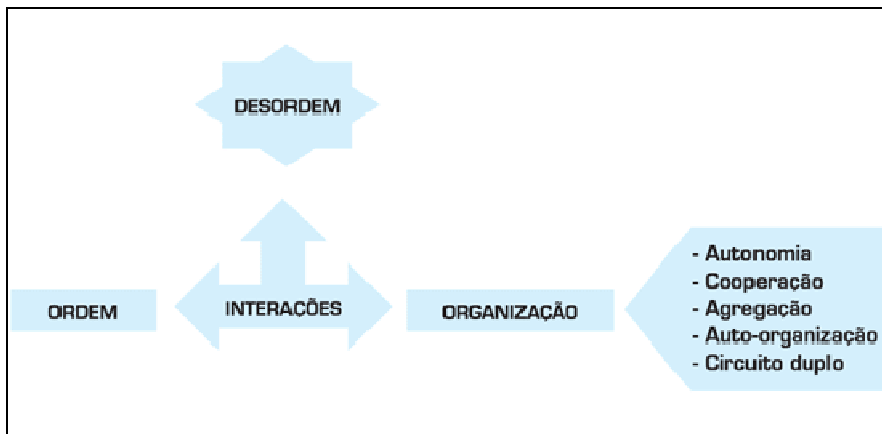 DESORDEM
ORDEM
INTERAÇÕES
ORGANIZAÇÃO
- Autonomia
- Cooperação
- Agregação
- Auto-organização
- Circuito duplo